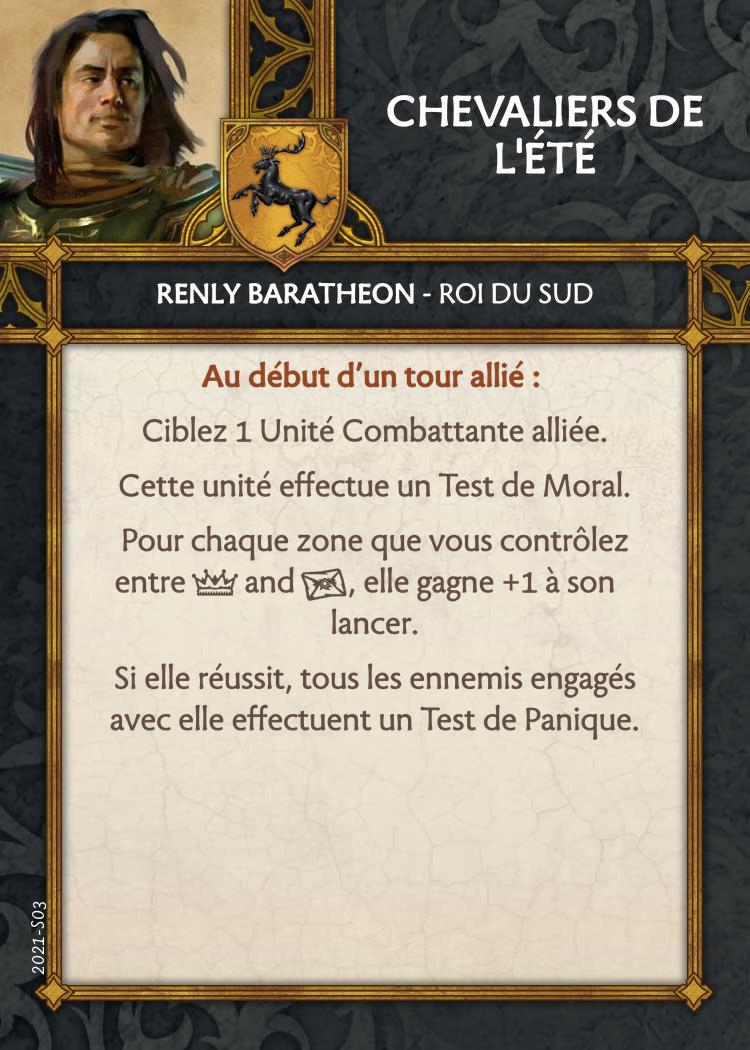 CHEVALIERS DE
L'ÉTÉ
RENLY BARATHEON - ROI DU SUD
Au début d’un tour allié :
Ciblez 1 Unité Combattante alliée.
Cette unité effectue un Test de Moral.
Pour chaque zone que vous contrôlez
entre and , elle gagne +1 à son
lancer.
Si elle réussit, tous les ennemis engagés
avec elle effectuent un Test de Panique.
2021-S03